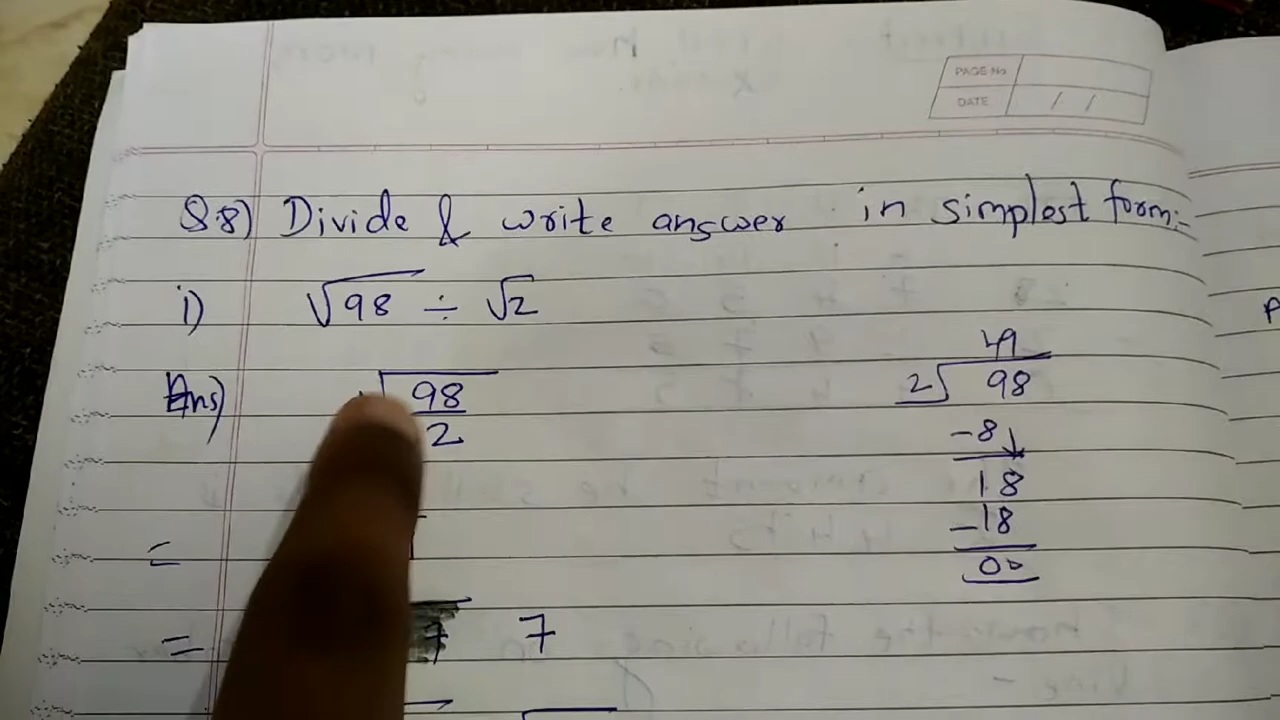 PAGE No
DATE / /
Q.8) Divide & write answer in simplest form:-
i) √98 ÷ √2
Ans) √98/2
49
2 98
-8↓
18
-18
00
=
= 7